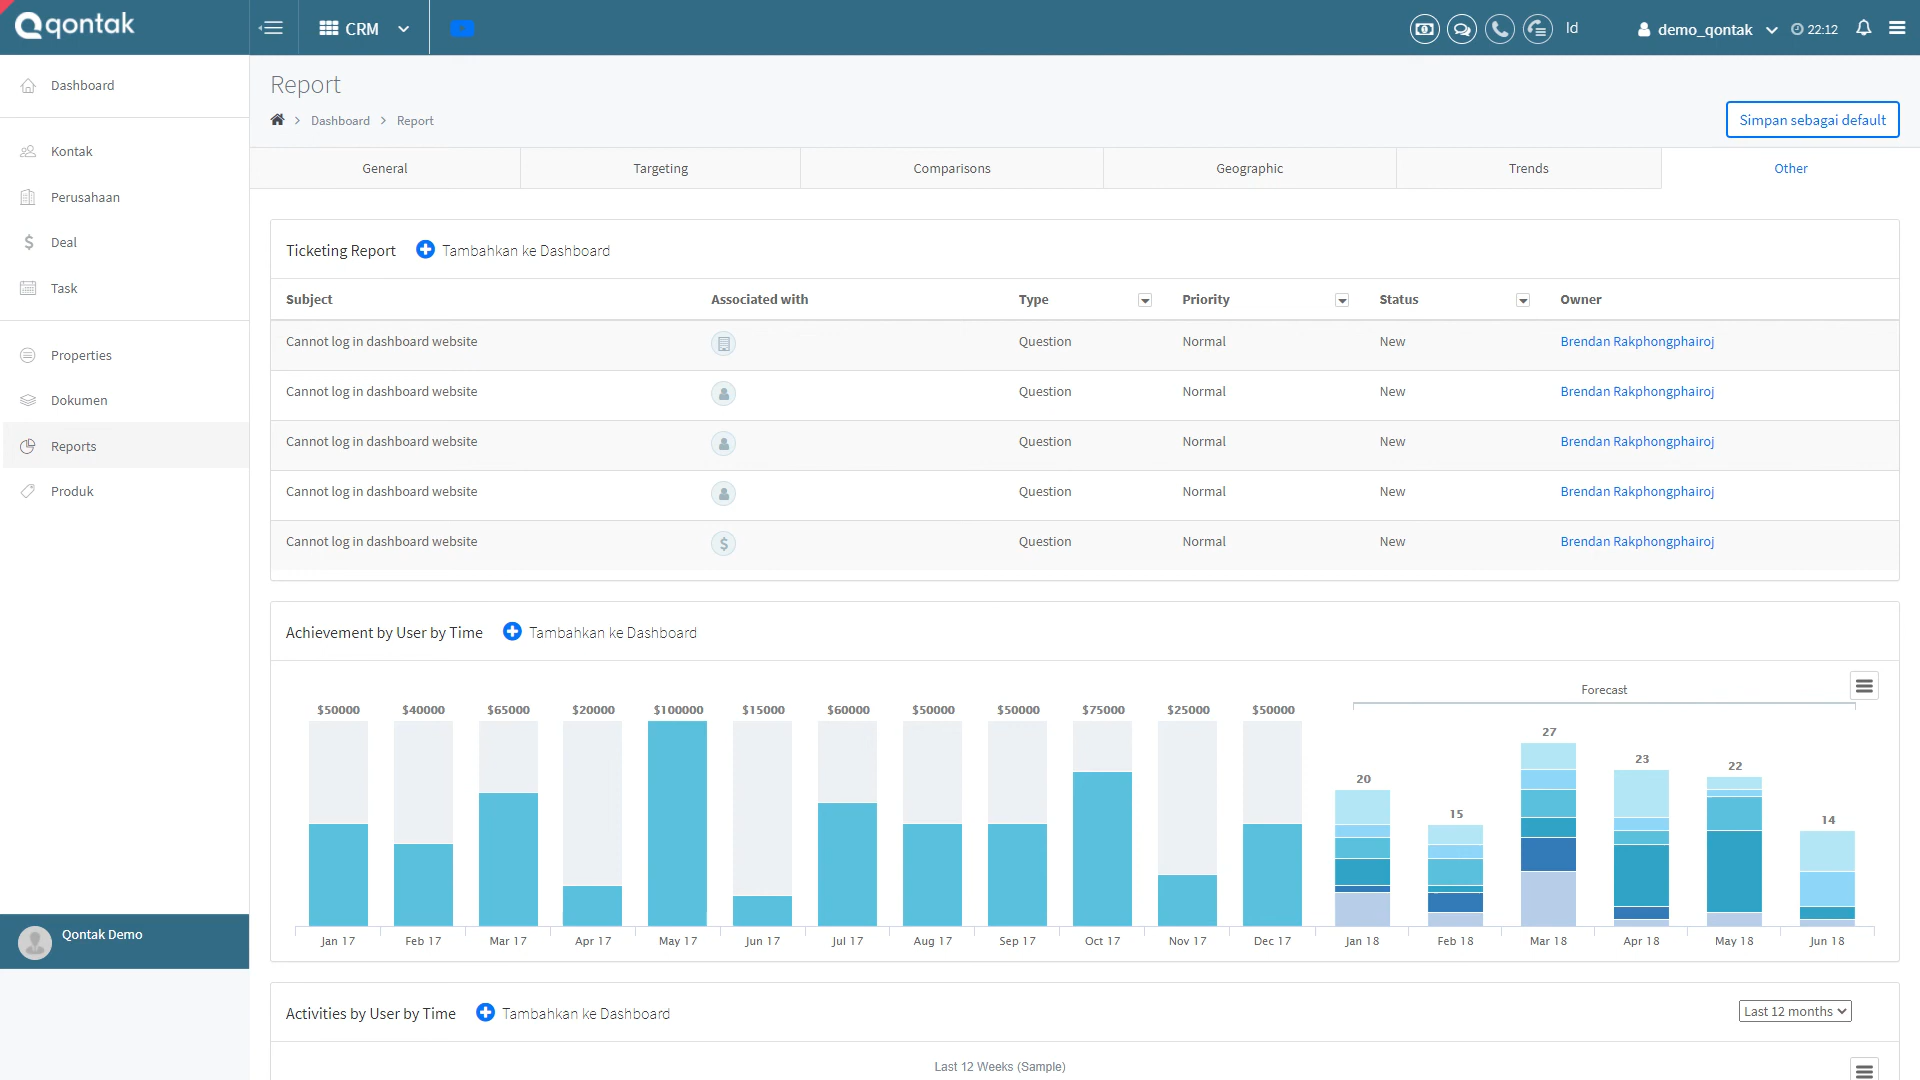 qontak
CRM
Id
demo_qontak
22:12
Dashboard
Kontak
Perusahaan
Deal
Task
Properties
Dokumen
Reports
Produk
Qontak Demo
Report
Dashboard > Report
Simpan sebagai default
General Targeting Comparisons Geographic Trends Other
Ticketing Report Tambahkan ke Dashboard
Subject Associated with Type Priority Status Owner
Cannot log in dashboard website Question Normal New Brendan Rakphongphairoj
Cannot log in dashboard website Question Normal New Brendan Rakphongphairoj
Cannot log in dashboard website Question Normal New Brendan Rakphongphairoj
Cannot log in dashboard website Question Normal New Brendan Rakphongphairoj
Cannot log in dashboard website $ Question Normal New Brendan Rakphongphairoj
Achievement by User by Time Tambahkan ke Dashboard
Forecast
$50000 $40000 $65000 $20000 $100000 $15000 $60000 $50000 $50000 $75000 $25000 $50000
20 15 27 23 22 14
Jan 17 Feb 17 Mar 17 Apr 17 May 17 Jun 17 Jul 17 Aug 17 Sep 17 Oct 17 Nov 17 Dec 17 Jan 18 Feb 18 Mar 18 Apr 18 May 18 Jun 18
Activities by User by Time Tambahkan ke Dashboard Last 12 months
Last 12 Weeks (Sample)